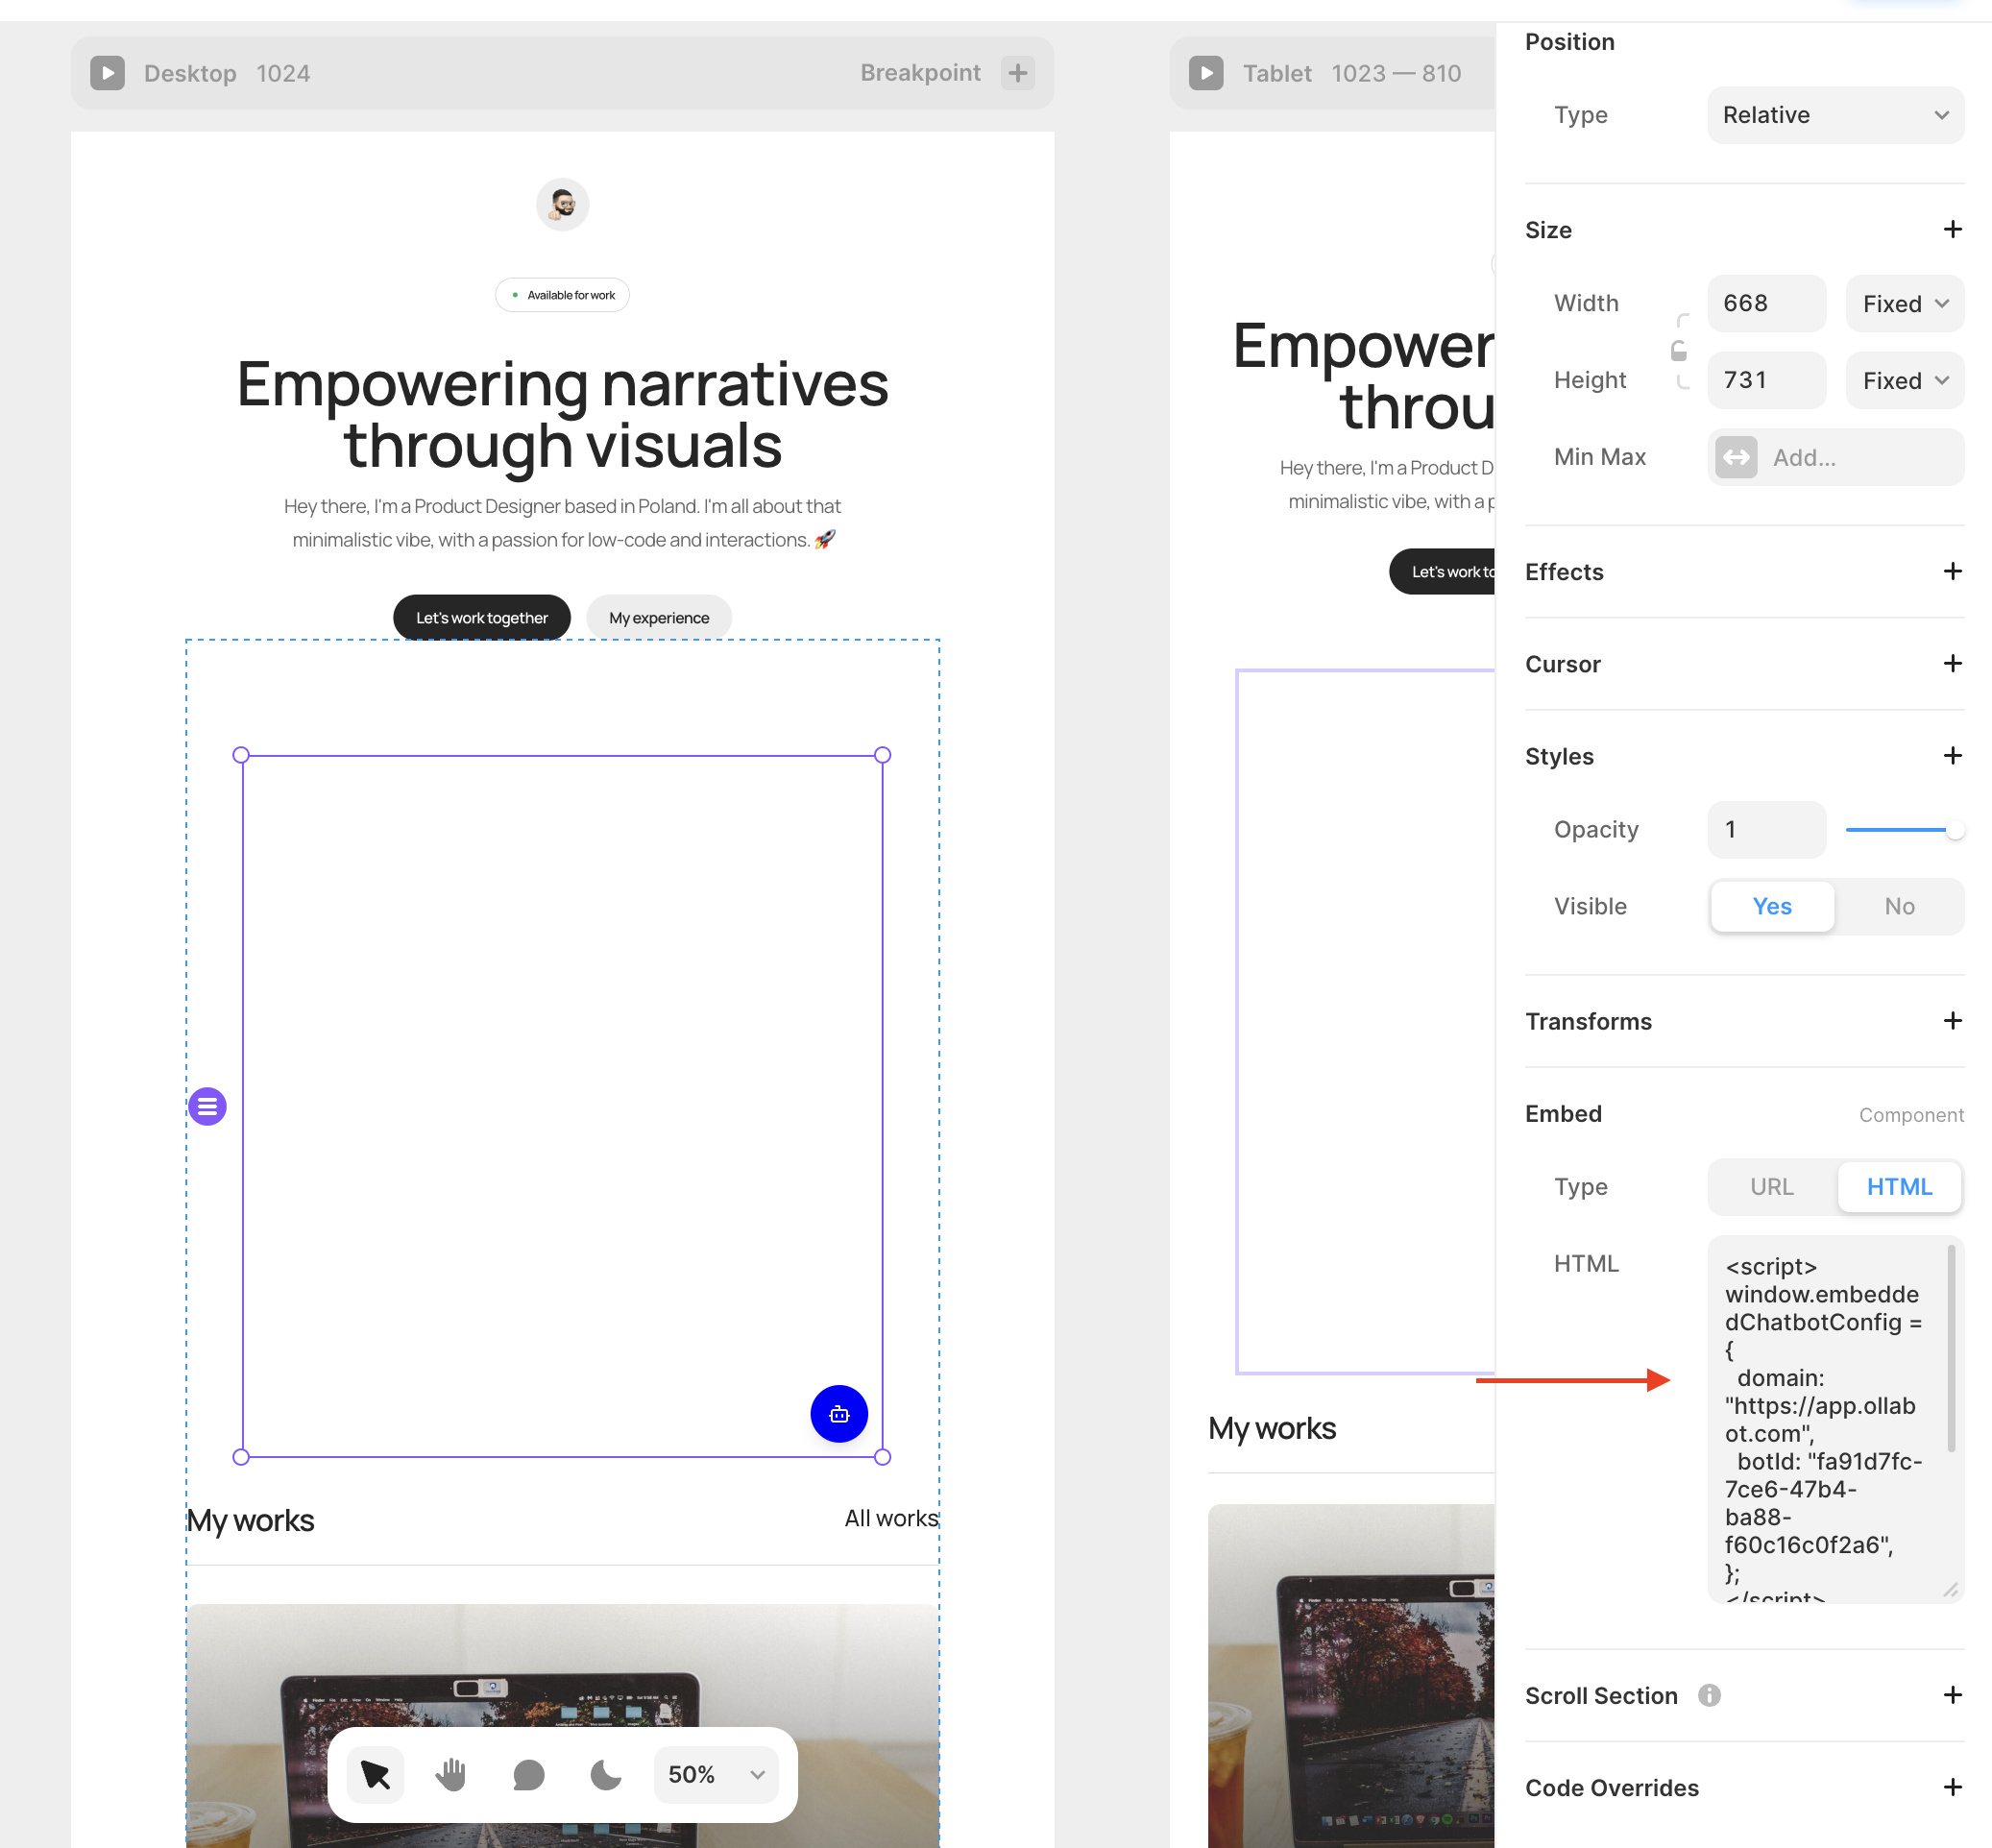 Desktop 1024
Breakpoint
Available for work
Empowering narratives
through visuals
Hey there, I'm a Product Designer based in Poland. I'm all about that
minimalistic vibe, with a passion for low-code and interactions. 🚀
Let's work together
My experience
My works
All works
50%
Tablet 1023 — 810
Empower
throu
Hey there, I'm a Product D
minimalistic vibe, with a p
Let's work to
My works
Position
Type
Relative
Size
Width
668
Fixed
Height
731
Fixed
Min Max
Add...
Effects
Cursor
Styles
Opacity
1
Visible
Yes
No
Transforms
Embed
Component
Type
URL
HTML
HTML
<script>
window.embedde
dChatbotConfig =
{
domain:
"https://app.ollab
ot.com",
botId: "fa91d7fc-
7ce6-47b4-
ba88-
f60c16c0f2a6",
};
</script>
Scroll Section
Code Overrides